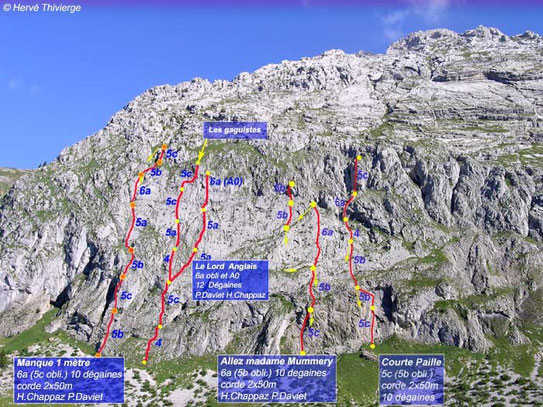 © Hervé Thivierge
Les gaguistes
5c
5b
6a
5a
5b
5c
5b
5c
5c
5a
4
5c
4
6a (A0)
5a
Le Lord Anglais
6a obli et A0
12 Dégaines
P.Daviet H.Chappaz
5b
6a
5b
5c
5c
4
5b
5c
Manque 1 mètre
6a (5c obli.) 10 dégaines
corde 2x50m
H.Chappaz P.Daviet
Allez madame Mummery
6a (5b obli.) 10 dégaines
corde 2x50m
H.Chappaz P.Daviet
Courte Paille
5c (5b obli.)
corde 2x50m
10 dégaines